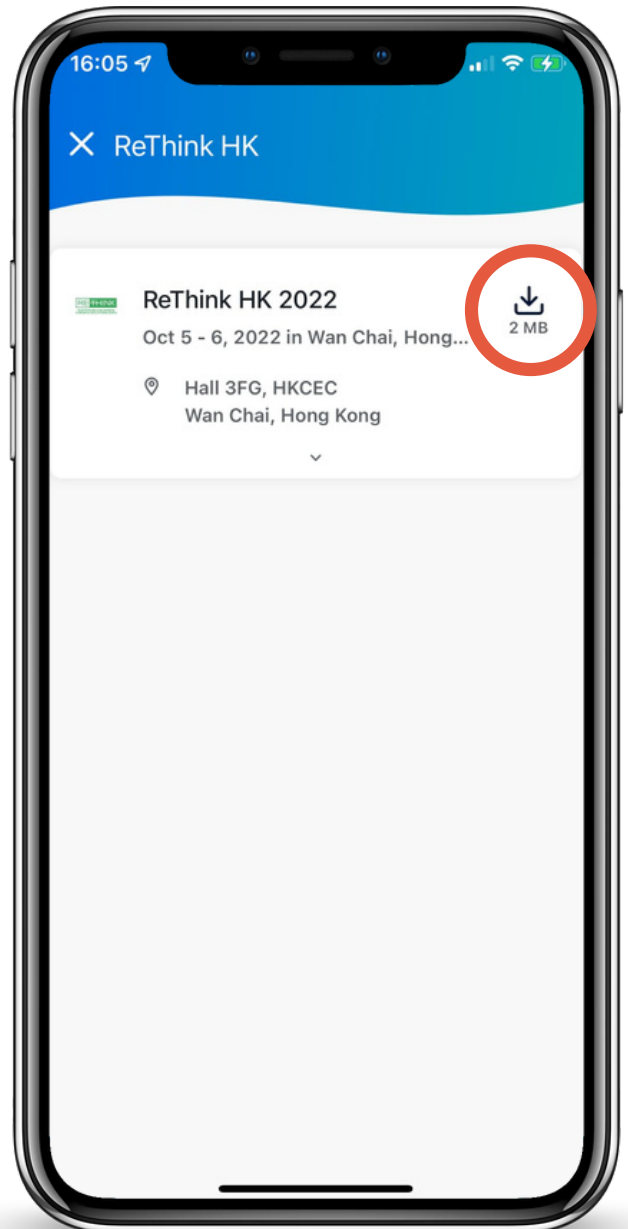 16:05
ReThink HK
RETHINK
ReThink HK 2022
Oct 5 - 6, 2022 in Wan Chai, Hong...
2 MB
Hall 3FG, HKCEC
Wan Chai, Hong Kong